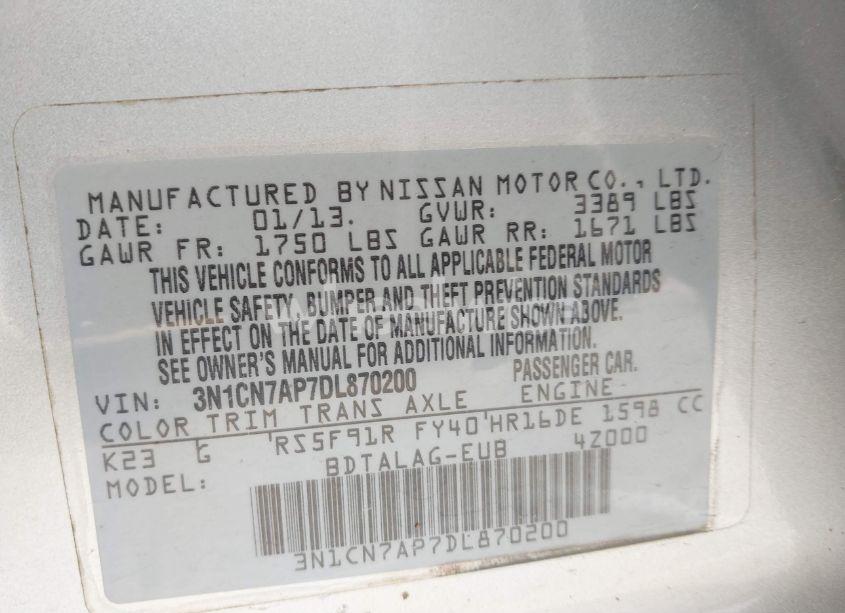 MANUFACTURED BY NISSAN MOTOR CO., LTD.
DATE: 01/13. GVWR: 3389 LBS
GAWR FR: 1750 LBS GAWR RR: 1671 LBS
THIS VEHICLE CONFORMS TO ALL APPLICABLE FEDERAL MOTOR
VEHICLE SAFETY, BUMPER AND THEFT PREVENTION STANDARDS
IN EFFECT ON THE DATE OF MANUFACTURE SHOWN ABOVE.
SEE OWNER'S MANUAL FOR ADDITIONAL INFORMATION.
VIN: 3N1CN7AP7DL870200 PASSENGER CAR.
COLOR TRIM TRANS AXLE ENGINE
K23 G RS5F91R FY40 HR16DE 1598 CC
MODEL: BDTALAG-EUB 4Z000
3N1CN7AP7DL870200